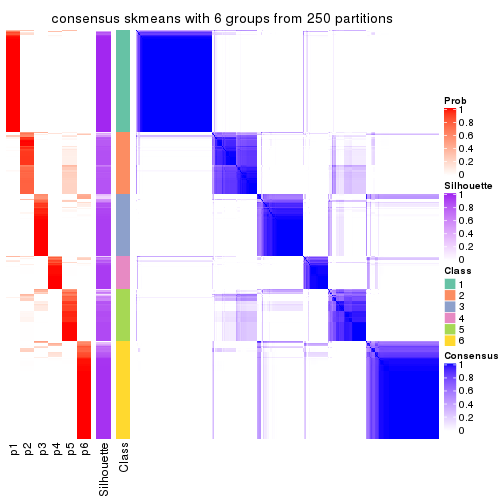 consensus skmeans with 6 groups from 250 partitions
Prob
1
0.8
0.6
0.4
0.2
0
Silhouette
1
0.8
0.6
0.4
0.2
0
Class
1
2
3
4
5
6
Consensus
1
0.8
0.6
0.4
0.2
0
p1
p2
p3
p4
p5
p6
Silhouette
Class